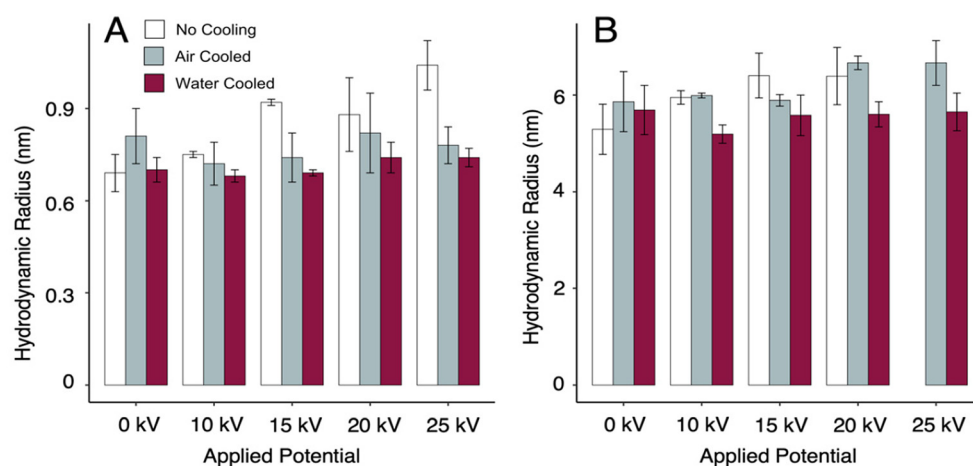 A
No Cooling
Air Cooled
Water Cooled
Hydrodynamic Radius (nm)
0.9
0.6
0.3
0
0 kV 10 kV 15 kV 20 kV 25 kV
Applied Potential
B
Hydrodynamic Radius (nm)
6
4
2
0
0 kV 10 kV 15 kV 20 kV 25 kV
Applied Potential